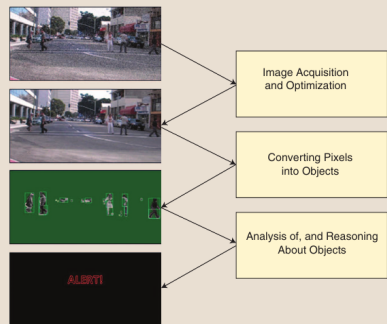 Image Acquisition
and Optimization
Converting Pixels
into Objects
Analysis of, and Reasoning
About Objects
ALERT!